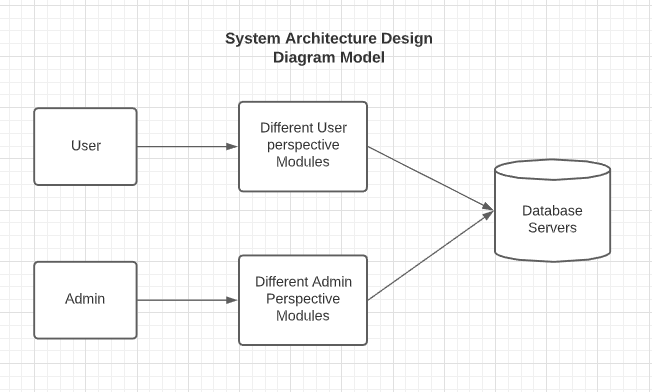 System Architecture Design
Diagram Model
User
Different User
perspective
Modules
Database
Servers
Admin
Different Admin
Perspective
Modules